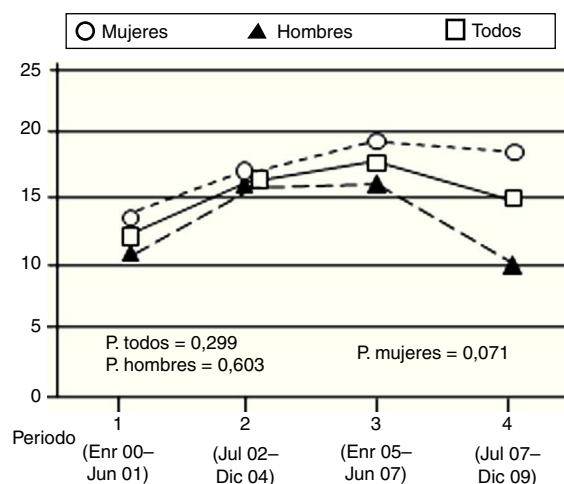 Mujeres Hombres Todos
25
20
15
10
5
0
P. todos = 0,299
P. hombres = 0,603
P. mujeres = 0,071
1 2 3 4
Periodo
(Enr 00– (Jul 02– (Enr 05– (Jul 07–
Jun 01) Dic 04) Jun 07) Dic 09)